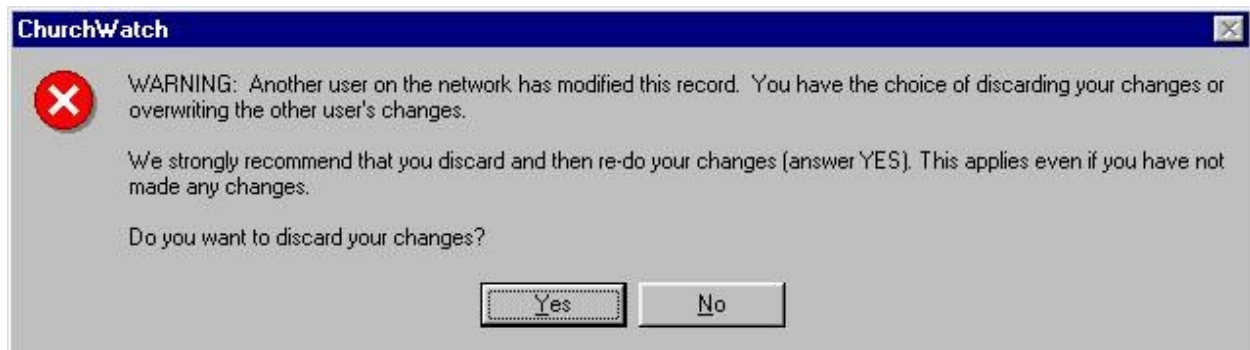 ChurchWatch
WARNING:  Another user on the network has modified this record.  You have the choice of discarding your changes or
overwriting the other user's changes.
We strongly recommend that you discard and then re-do your changes (answer YES). This applies even if you have not
made any changes.
Do you want to discard your changes?
Yes
No